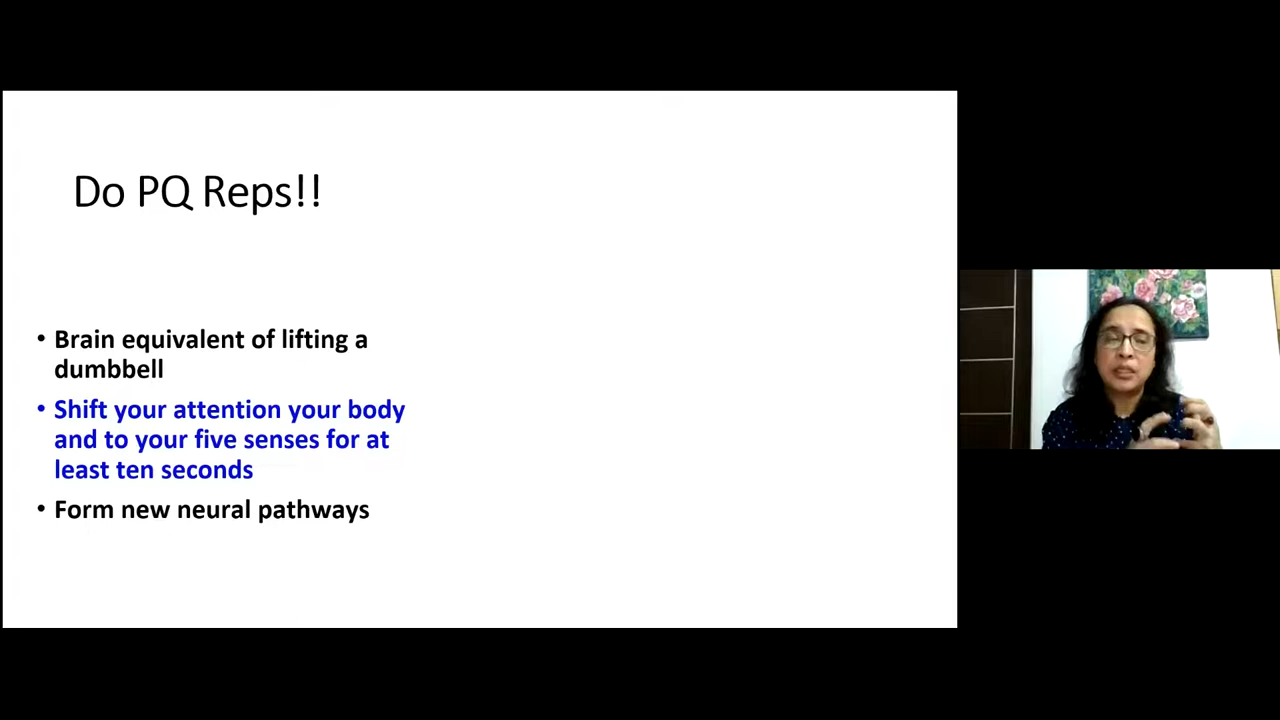 Do PQ Reps!!
• Brain equivalent of lifting a
dumbbell
• Shift your attention your body
and to your five senses for at
least ten seconds
• Form new neural pathways